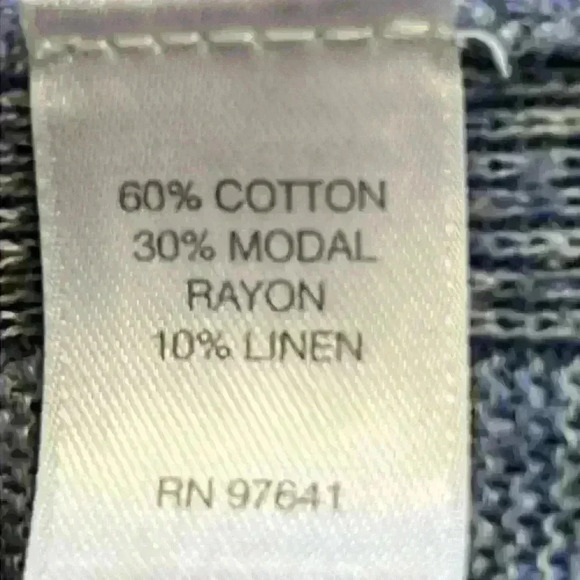 60% COTTON
30% MODAL
RAYON
10% LINEN
RN 97641